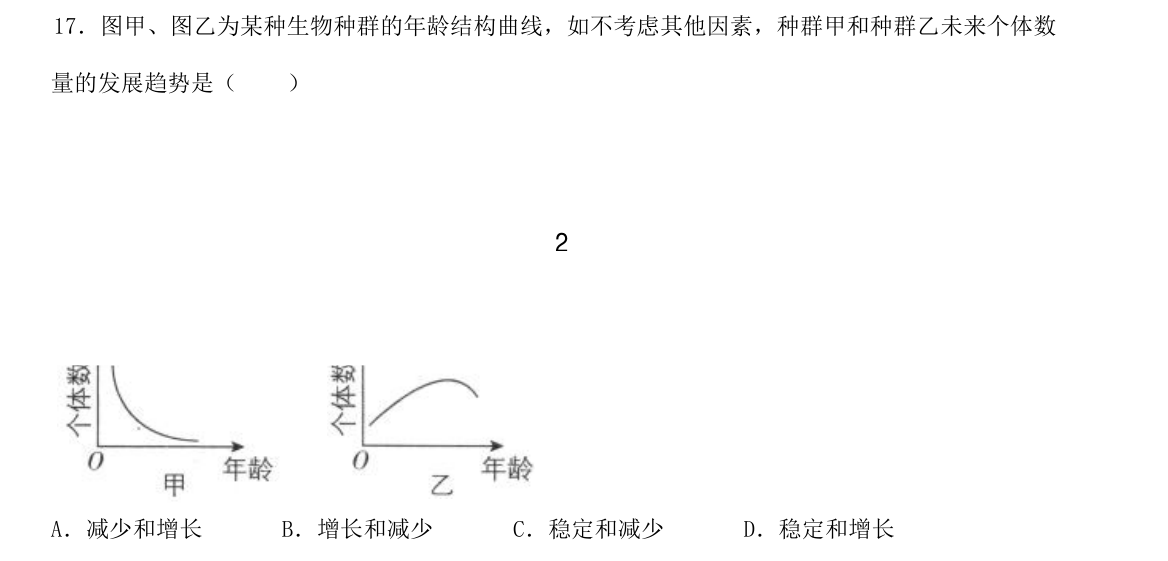 17. 图甲、图乙为某种生物种群的年龄结构曲线，如不考虑其他因素，种群甲和种群乙未来个体数
量的发展趋势是（　　）
2
个体数
个体数
O
年龄
O
年龄
甲
乙
A. 减少和增长　　B. 增长和减少　　C. 稳定和减少　　D. 稳定和增长